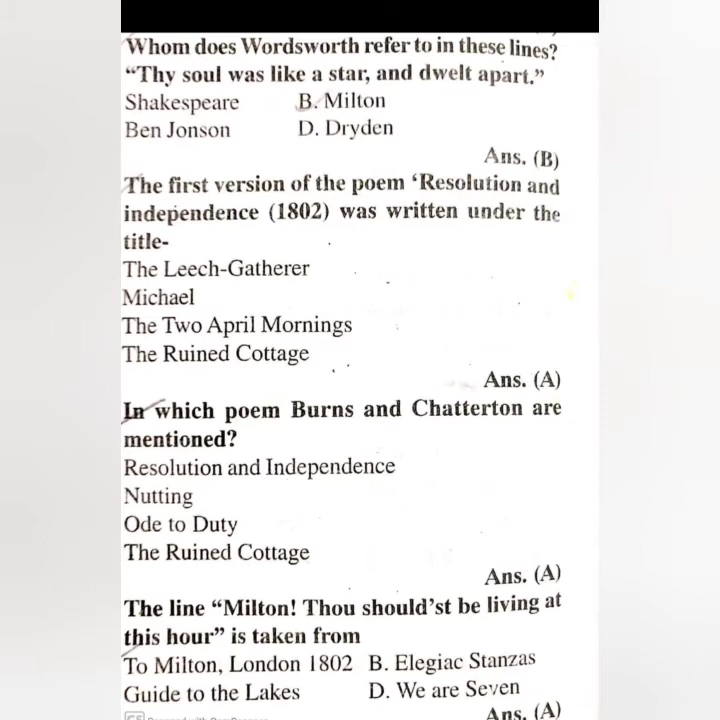 Whom does Wordsworth refer to in these lines?
“Thy soul was like a star, and dwelt apart.”
Shakespeare B. Milton
Ben Jonson D. Dryden
Ans. (B)
The first version of the poem ‘Resolution and
independence (1802) was written under the
title-
The Leech-Gatherer
Michael
The Two April Mornings
The Ruined Cottage
Ans. (A)
In which poem Burns and Chatterton are
mentioned?
Resolution and Independence
Nutting
Ode to Duty
The Ruined Cottage
Ans. (A)
The line “Milton! Thou should’st be living at
this hour” is taken from
To Milton, London 1802 B. Elegiac Stanzas
Guide to the Lakes D. We are Seven
Ans. (A)
CS